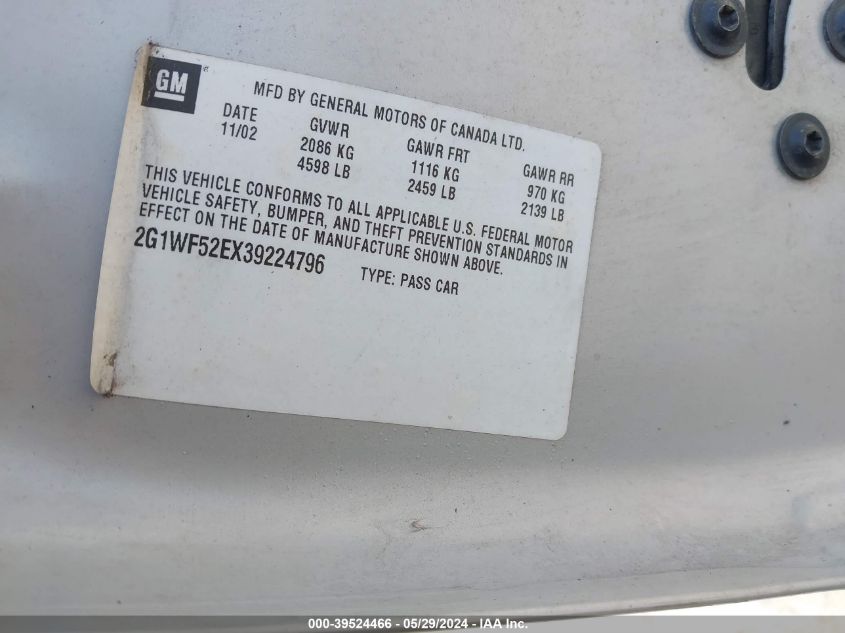 GM
MFD BY GENERAL MOTORS OF CANADA LTD.
DATE GVWR GAWR FRT GAWR RR
11/02 2086 KG 1116 KG 970 KG
4598 LB 2459 LB 2139 LB
THIS VEHICLE CONFORMS TO ALL APPLICABLE U.S. FEDERAL MOTOR
VEHICLE SAFETY, BUMPER, AND THEFT PREVENTION STANDARDS IN
EFFECT ON THE DATE OF MANUFACTURE SHOWN ABOVE.
2G1WF52EX39224796 TYPE: PASS CAR
000-39524466 - 05/29/2024 - IAA Inc.